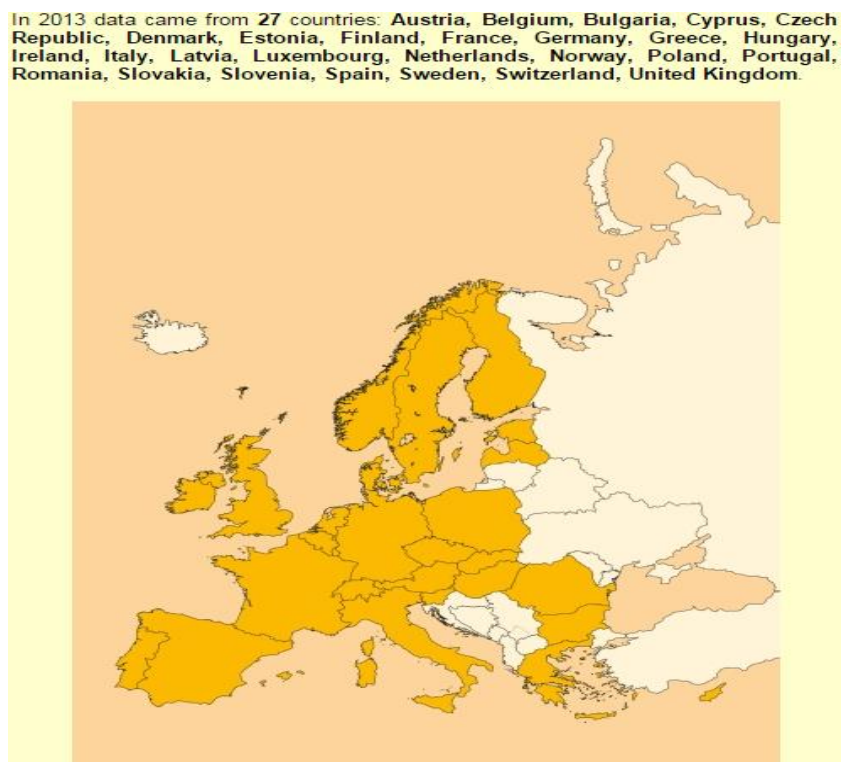 In 2013 data came from 27 countries: Austria, Belgium, Bulgaria, Cyprus, Czech
Republic, Denmark, Estonia, Finland, France, Germany, Greece, Hungary,
Ireland, Italy, Latvia, Luxembourg, Netherlands, Norway, Poland, Portugal,
Romania, Slovakia, Slovenia, Spain, Sweden, Switzerland, United Kingdom.